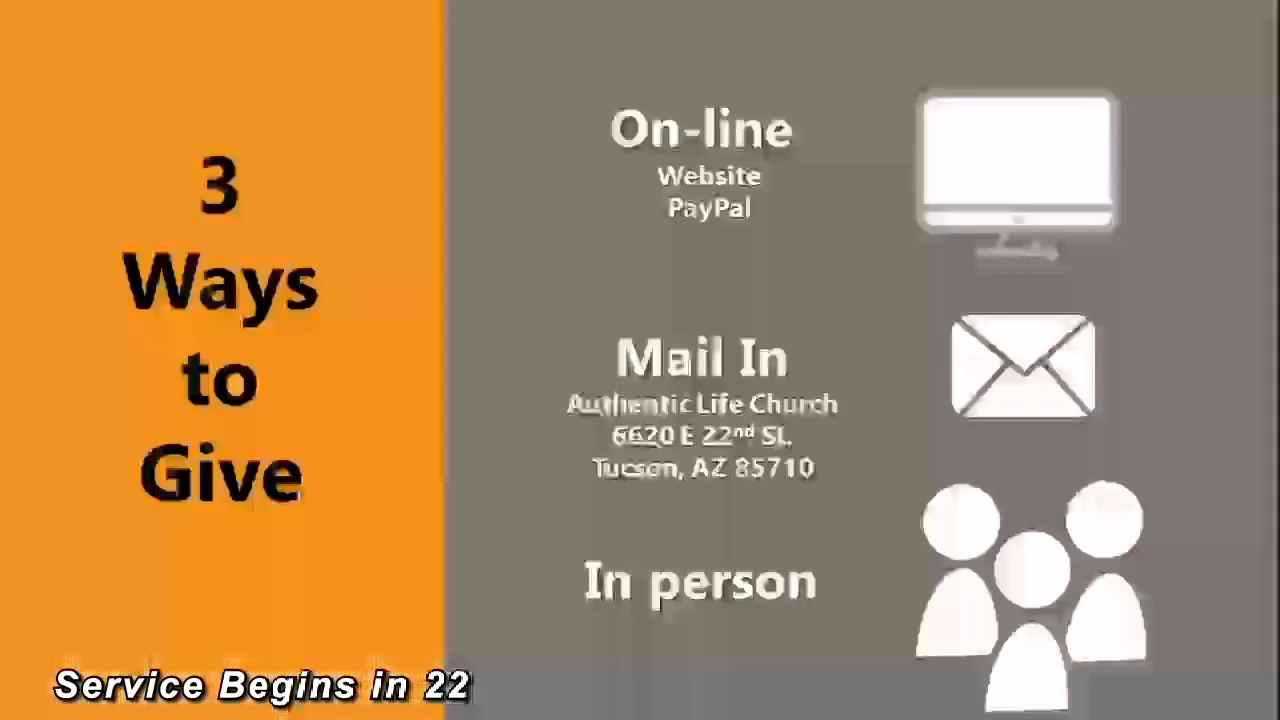 3
Ways
to
Give
On-line
Website
PayPal
Mail In
Authentic Life Church
6620 E 22nd St.
Tucson, AZ 85710
In person
Service Begins in 22